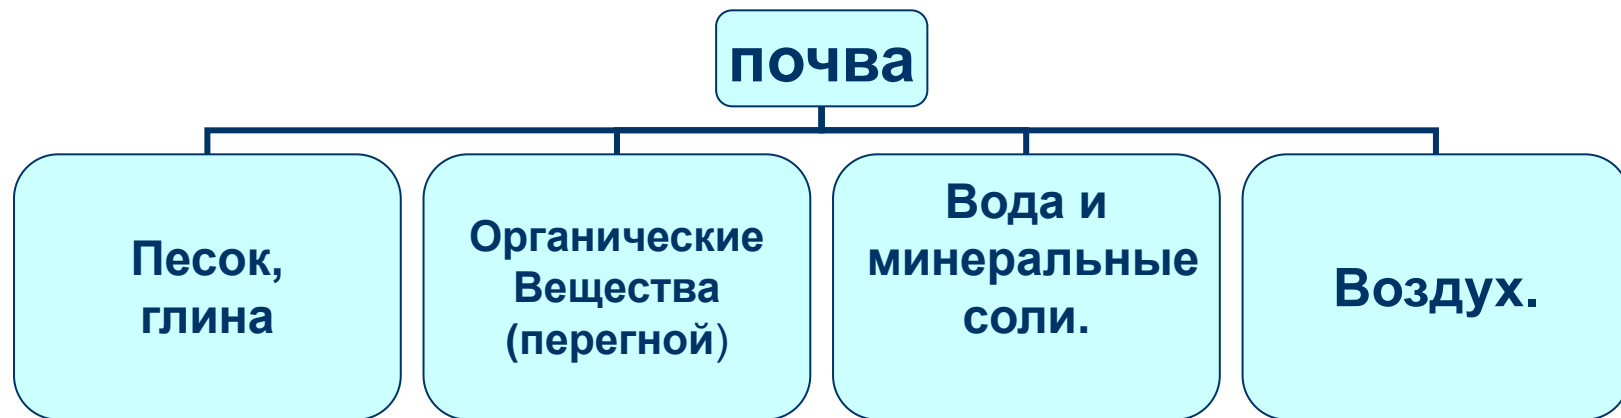 почва
Песок,
глина
Органические
Вещества
(перегной)
Вода и
минеральные
соли.
Воздух.